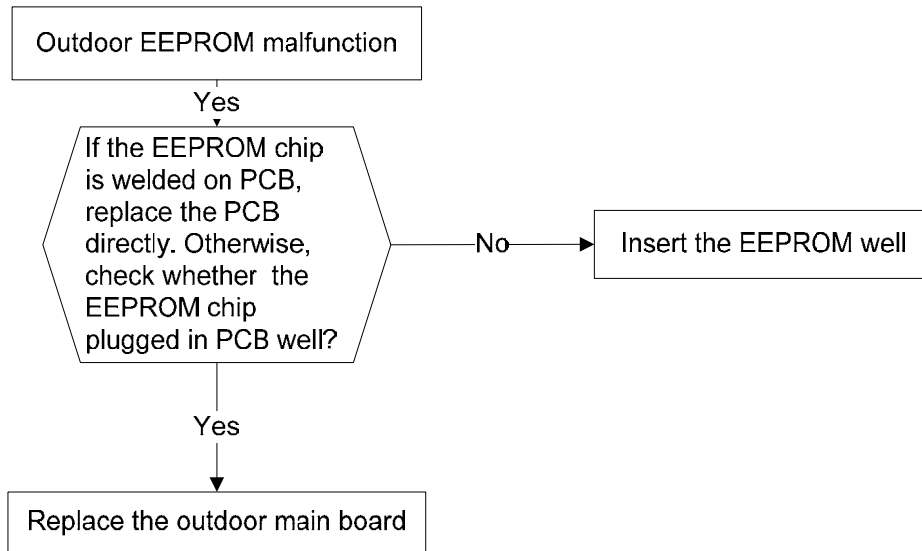 Outdoor EEPROM malfunction
Yes
If the EEPROM chip
is welded on PCB,
replace the PCB
directly. Otherwise,
check whether the
EEPROM chip
plugged in PCB well?
No
Insert the EEPROM well
Yes
Replace the outdoor main board